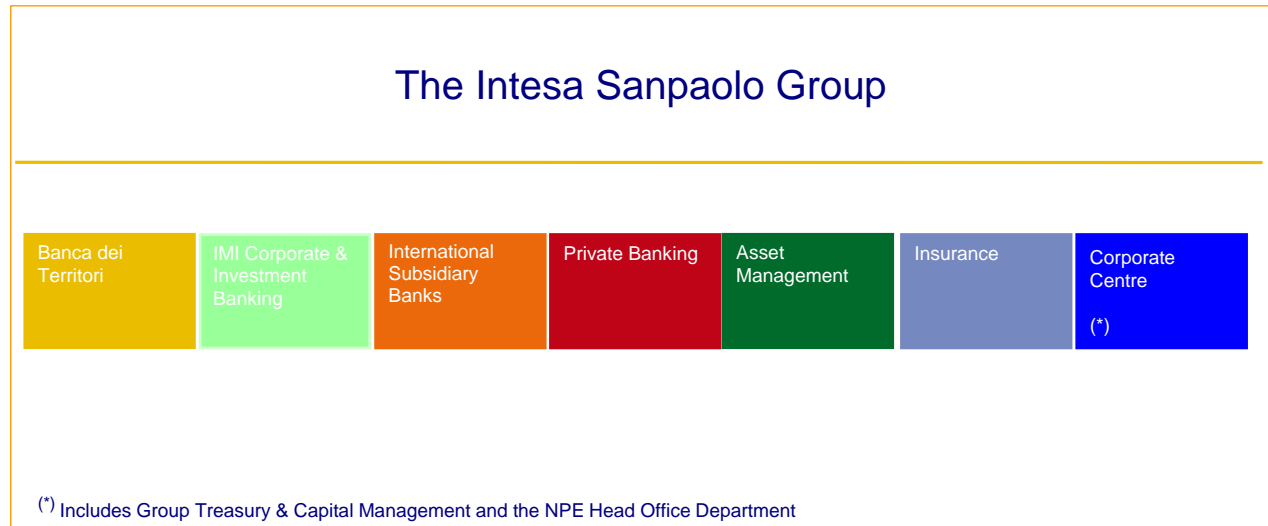 The Intesa Sanpaolo Group
Banca dei
Territori
IMI Corporate &
Investment
Banking
International
Subsidiary
Banks
Private Banking
Asset
Management
Insurance
Corporate
Centre
(*)
(*) Includes Group Treasury & Capital Management and the NPE Head Office Department